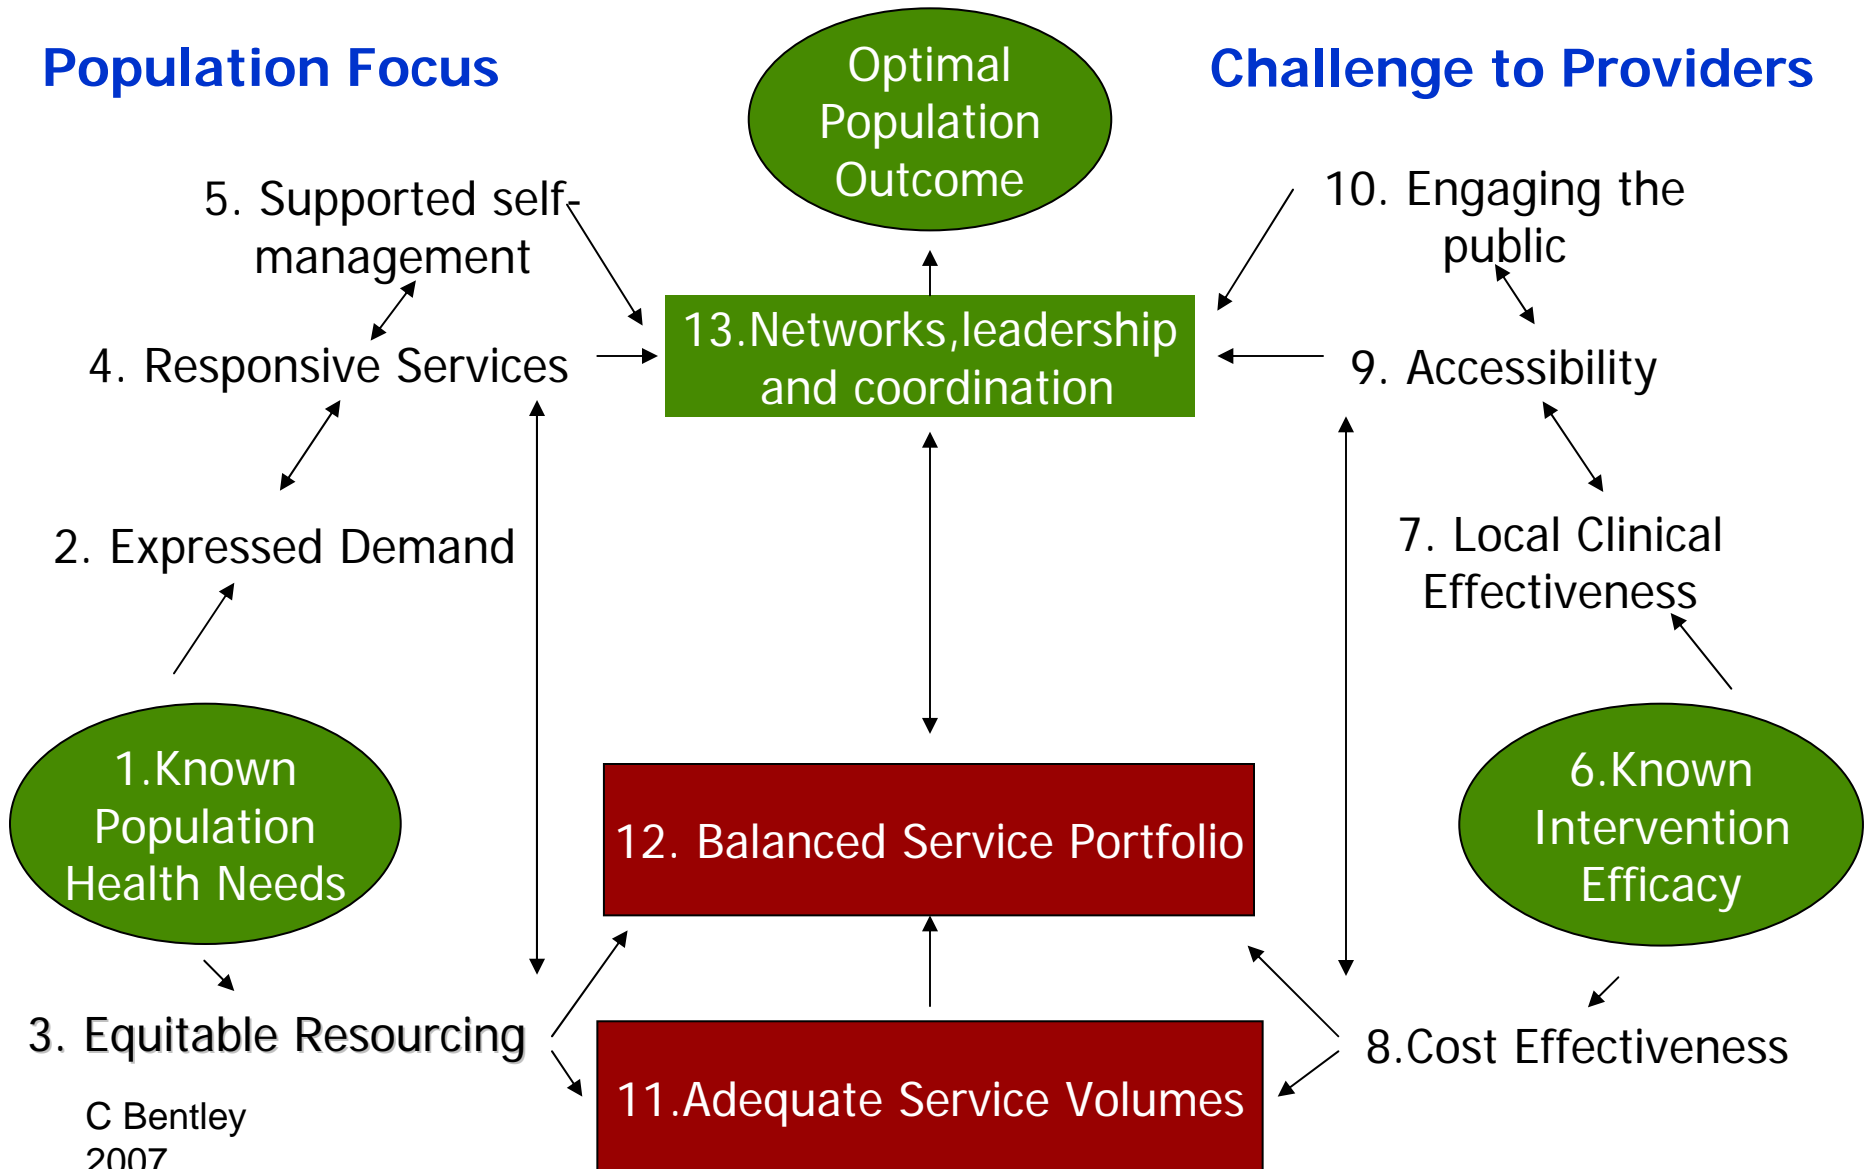 Population Focus
Optimal
Population
Outcome
Challenge to Providers
5. Supported self-
management
10. Engaging the
public
13.Networks,leadership
and coordination
4. Responsive Services
9. Accessibility
2. Expressed Demand
7. Local Clinical
Effectiveness
1.Known
Population
Health Needs
12. Balanced Service Portfolio
6.Known
Intervention
Efficacy
3. Equitable Resourcing
8.Cost Effectiveness
11.Adequate Service Volumes
C Bentley
2007